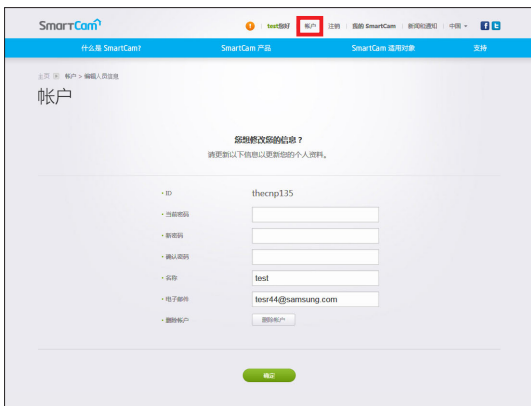 SmartCam
test您好 帐户 注销 我的 SmartCam 新闻和通知 中国
什么是 SmartCam? SmartCam 产品 SmartCam 适用对象 支持
主页 帐户 > 编辑人员信息
帐户
您想修改您的信息？
请更新以下信息以更新您的个人资料。
ID thecnp135
当前密码
新密码
确认密码
名称 test
电子邮件 tesr44@samsung.com
删除帐户 删除帐户
确定